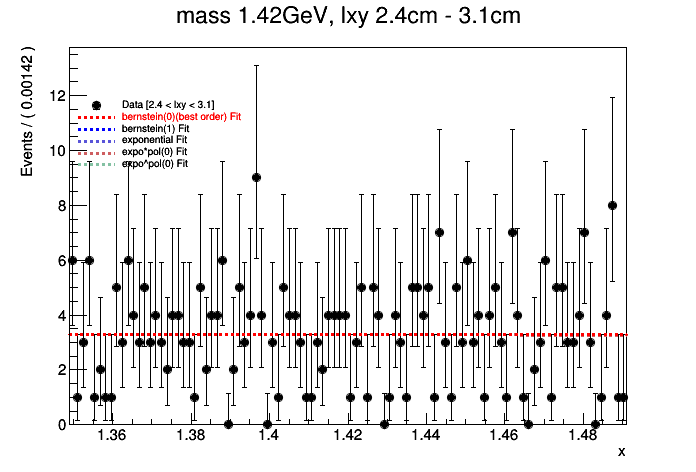 mass 1.42GeV, lxy 2.4cm - 3.1cm
Events / ( 0.00142 )
12
10
8
6
4
2
0
Data [2.4 < lxy < 3.1]
bernstein(0)(best order) Fit
bernstein(1) Fit
exponential Fit
expo*pol(0) Fit
expo^pol(0) Fit
1.36 1.38 1.4 1.42 1.44 1.46 1.48
x